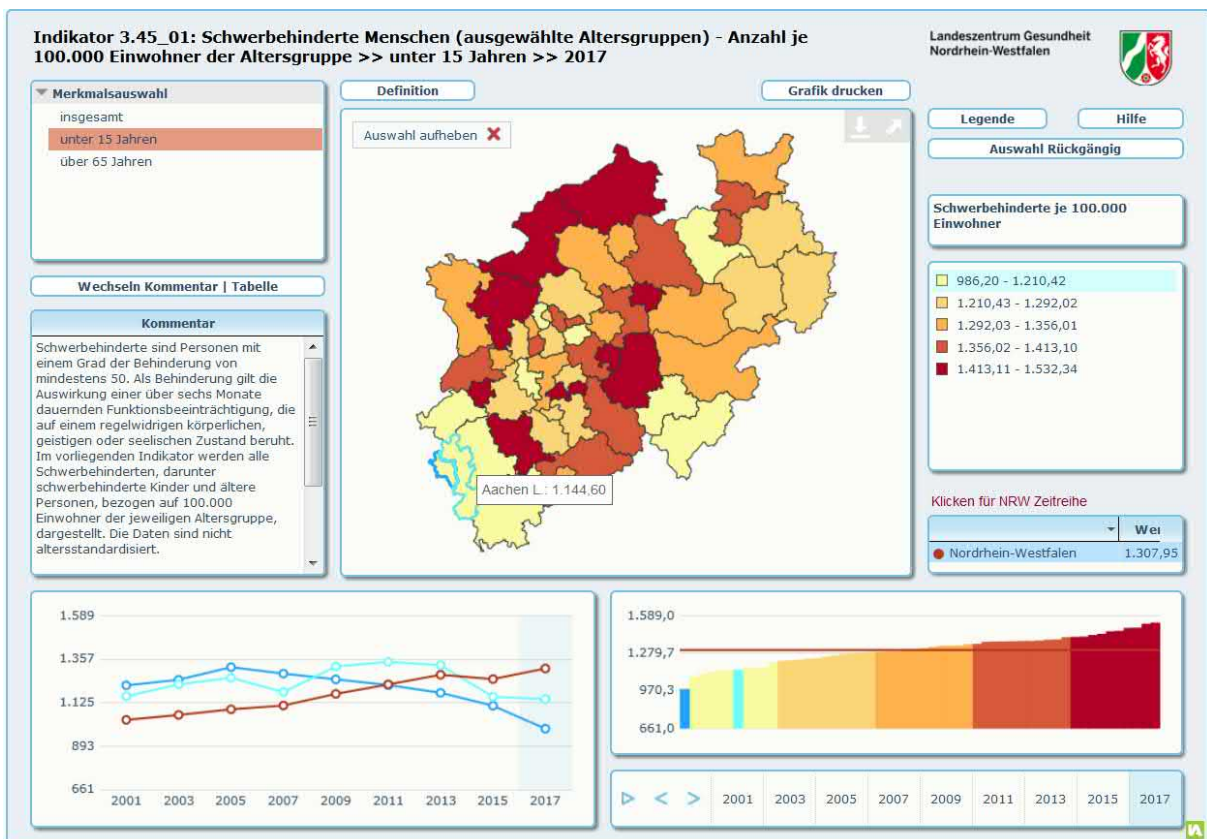 Indikator 3.45_01: Schwerbehinderte Menschen (ausgewählte Altersgruppen) - Anzahl je
100.000 Einwohner der Altersgruppe >> unter 15 Jahren >> 2017
Landeszentrum Gesundheit
Nordrhein-Westfalen
Merkmalsauswahl
insgesamt
unter 15 Jahren
über 65 Jahren
Wechseln Kommentar | Tabelle
Kommentar
Schwerbehinderte sind Personen mit
einem Grad der Behinderung von
mindestens 50. Als Behinderung gilt die
Auswirkung einer über sechs Monate
dauernden Funktionsbeeinträchtigung, die
auf einem regelwidrigen körperlichen,
geistigen oder seelischen Zustand beruht.
Im vorliegenden Indikator werden alle
Schwerbehinderten, darunter
schwerbehinderte Kinder und ältere
Personen, bezogen auf 100.000
Einwohner der jeweiligen Altersgruppe,
dargestellt. Die Daten sind nicht
altersstandardisiert.
Definition
Grafik drucken
Auswahl aufheben
Aachen L.: 1.144,60
Legende
Hilfe
Auswahl Rückgängig
Schwerbehinderte je 100.000
Einwohner
986,20 - 1.210,42
1.210,43 - 1.292,02
1.292,03 - 1.356,01
1.356,02 - 1.413,10
1.413,11 - 1.532,34
Klicken für NRW Zeitreihe
Wei
Nordrhein-Westfalen 1.307,95
1.589
1.357
1.125
893
661
2001 2003 2005 2007 2009 2011 2013 2015 2017
1.589,0
1.279,7
970,3
661,0
2001 2003 2005 2007 2009 2011 2013 2015 2017